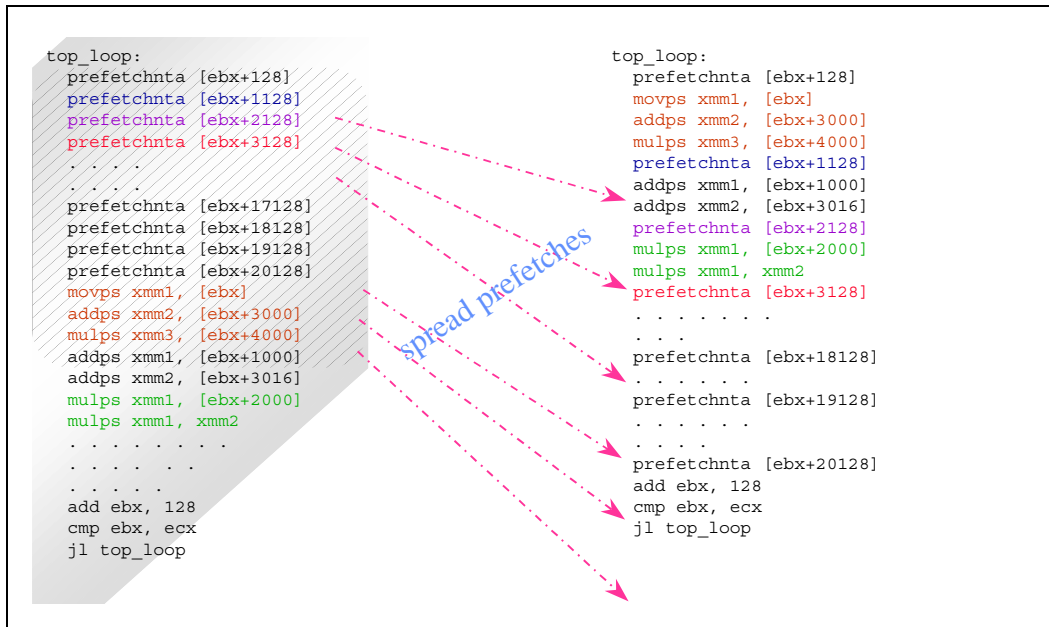 top_loop:
prefetchnta [ebx+128]
prefetchnta [ebx+1128]
prefetchnta [ebx+2128]
prefetchnta [ebx+3128]
. . . .
. . . .
prefetchnta [ebx+17128]
prefetchnta [ebx+18128]
prefetchnta [ebx+19128]
prefetchnta [ebx+20128]
movps xmm1, [ebx]
addps xmm2, [ebx+3000]
mulps xmm3, [ebx+4000]
addps xmm1, [ebx+1000]
addps xmm2, [ebx+3016]
mulps xmm1, [ebx+2000]
mulps xmm1, xmm2
. . . . . . . .
. . . . . .
. . . . .
add ebx, 128
cmp ebx, ecx
jl top_loop
spread prefetches
top_loop:
prefetchnta [ebx+128]
movps xmm1, [ebx]
addps xmm2, [ebx+3000]
mulps xmm3, [ebx+4000]
prefetchnta [ebx+1128]
addps xmm1, [ebx+1000]
addps xmm2, [ebx+3016]
prefetchnta [ebx+2128]
mulps xmm1, [ebx+2000]
mulps xmm1, xmm2
prefetchnta [ebx+3128]
. . . . . . .
. . .
prefetchnta [ebx+18128]
. . . . . .
prefetchnta [ebx+19128]
. . . . . .
. . . .
prefetchnta [ebx+20128]
add ebx, 128
cmp ebx, ecx
jl top_loop